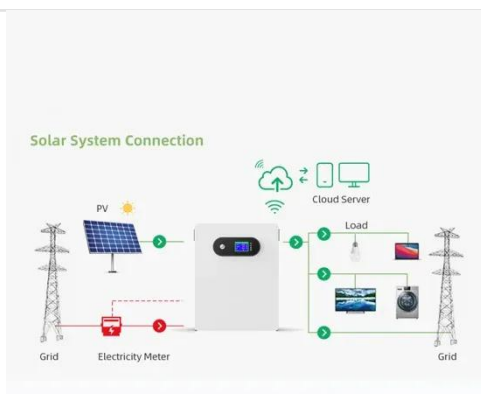 Solar System Connection
Cloud Server
PV
Load
Grid
Electricity Meter
Grid